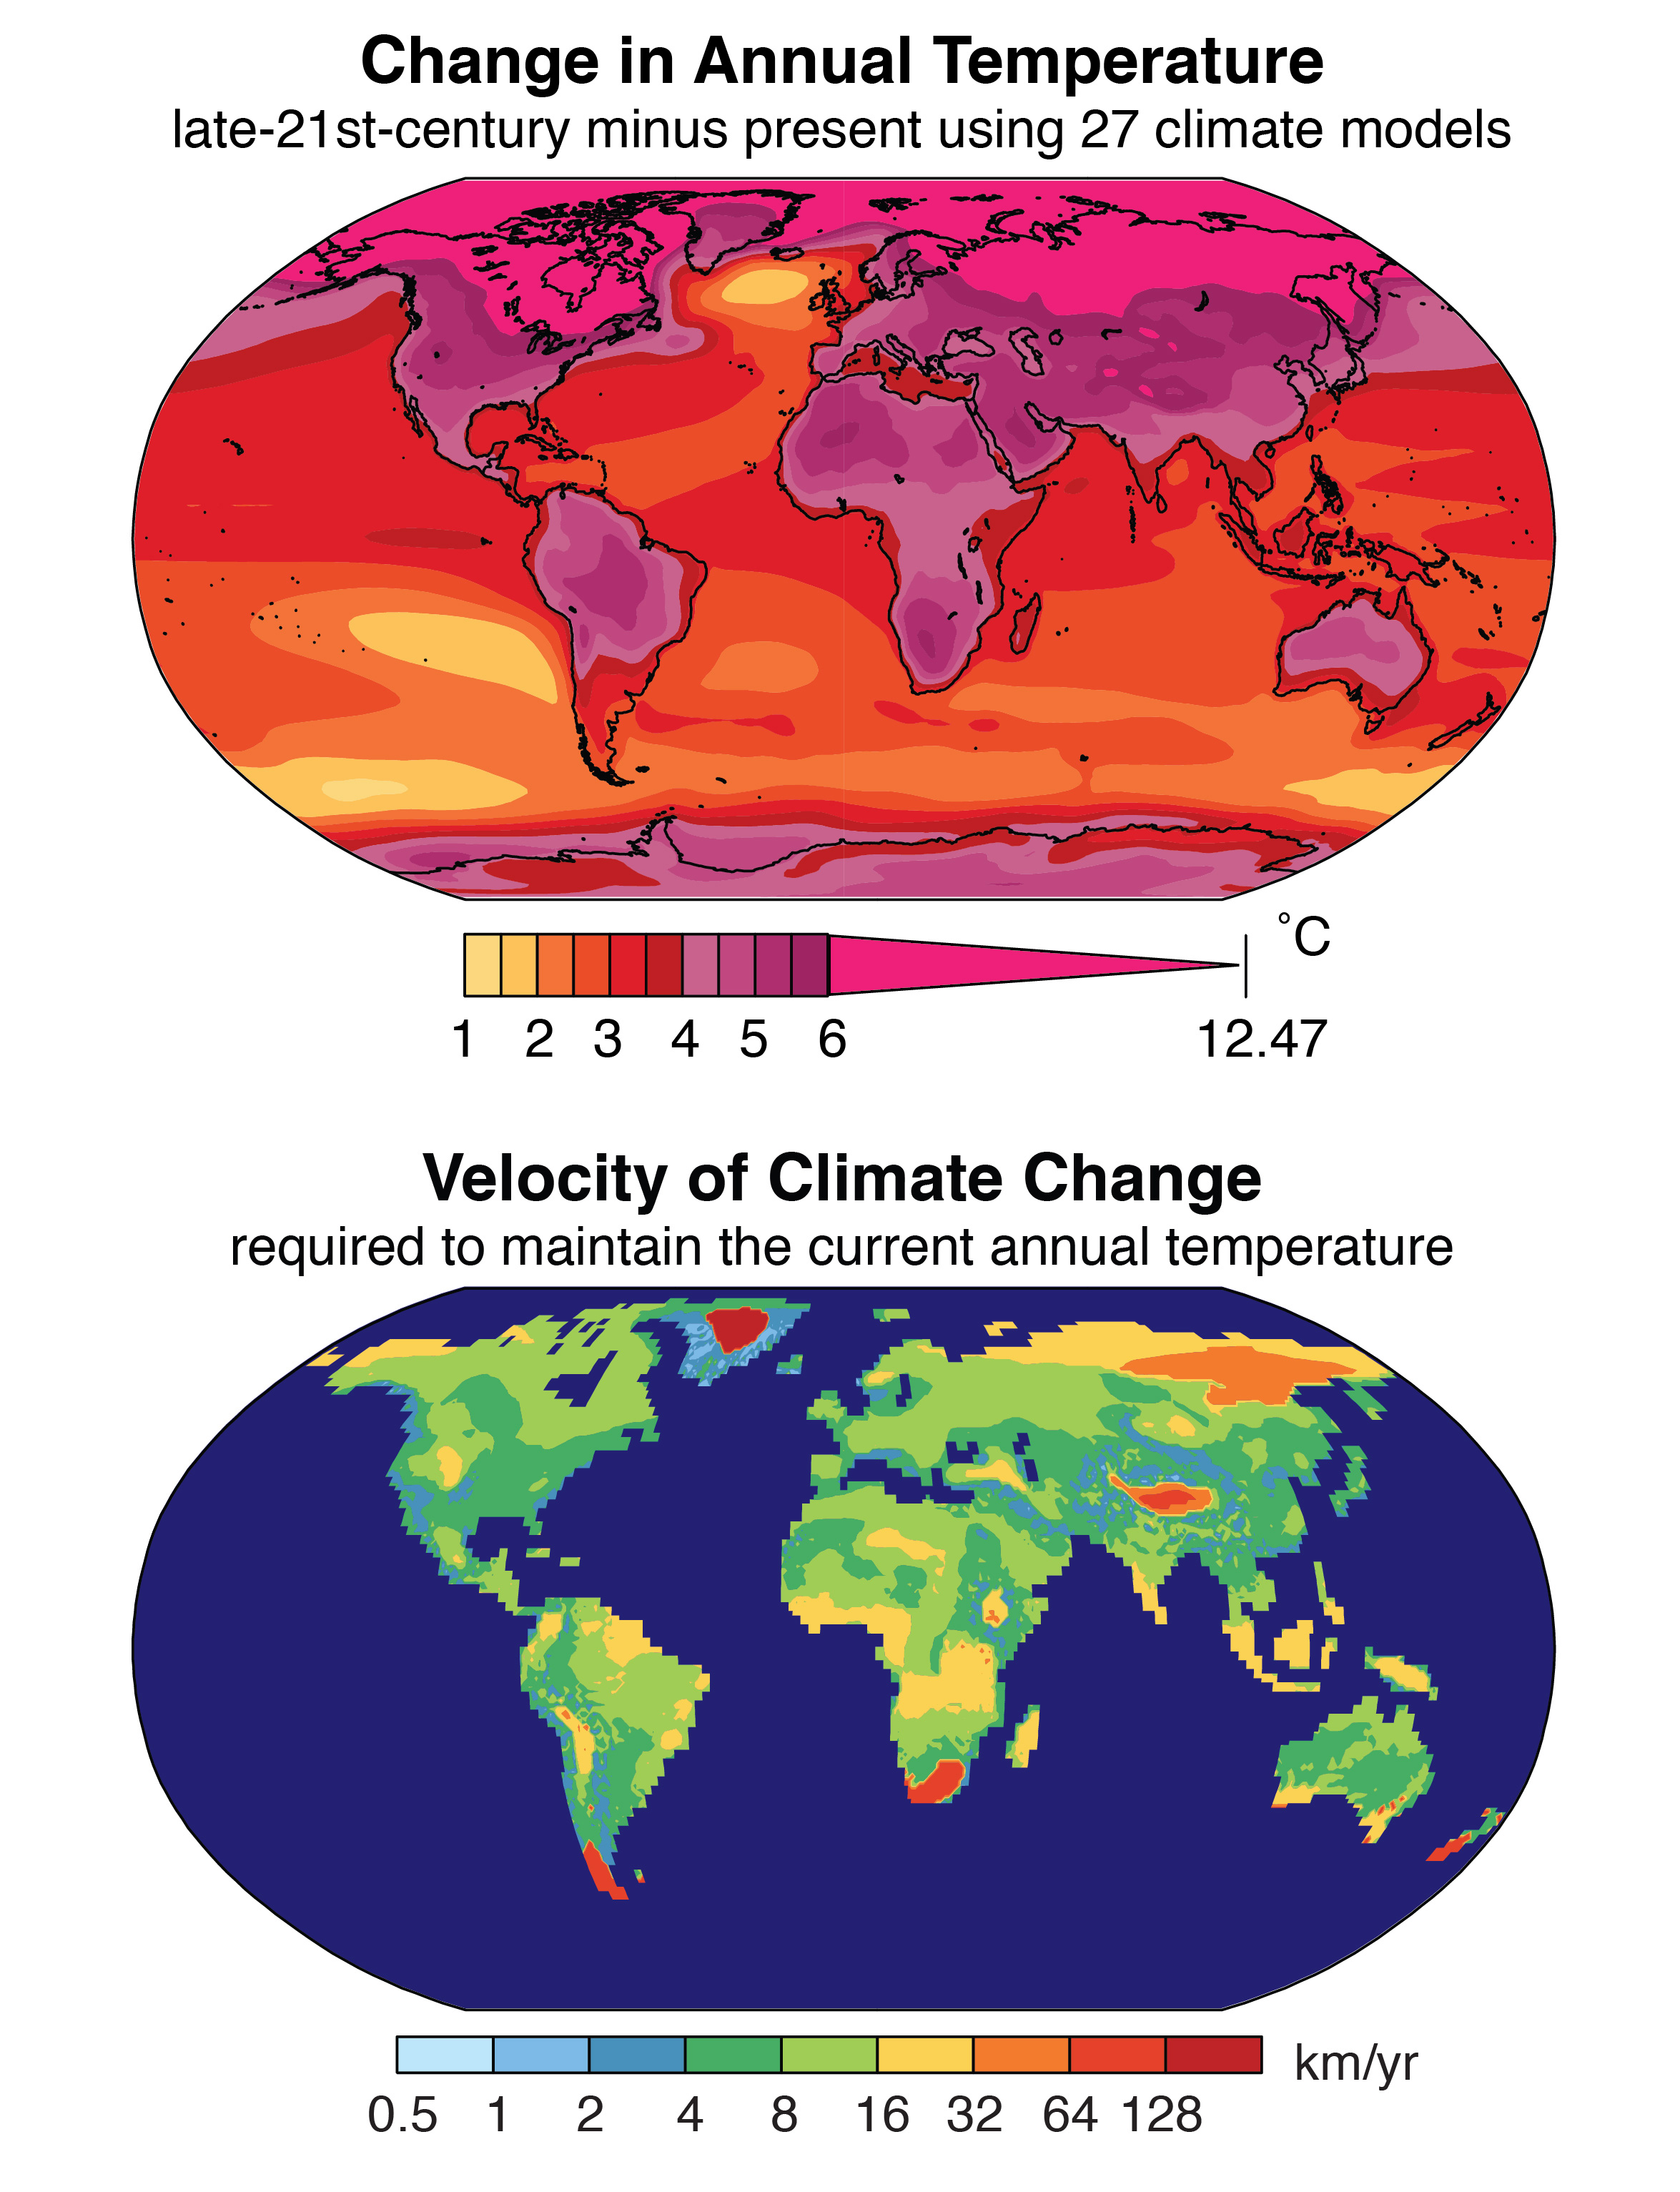 Change in Annual Temperature
late-21st-century minus present using 27 climate models
°C
1 2 3 4 5 6 12.47
Velocity of Climate Change
required to maintain the current annual temperature
km/yr
0.5 1 2 4 8 16 32 64 128